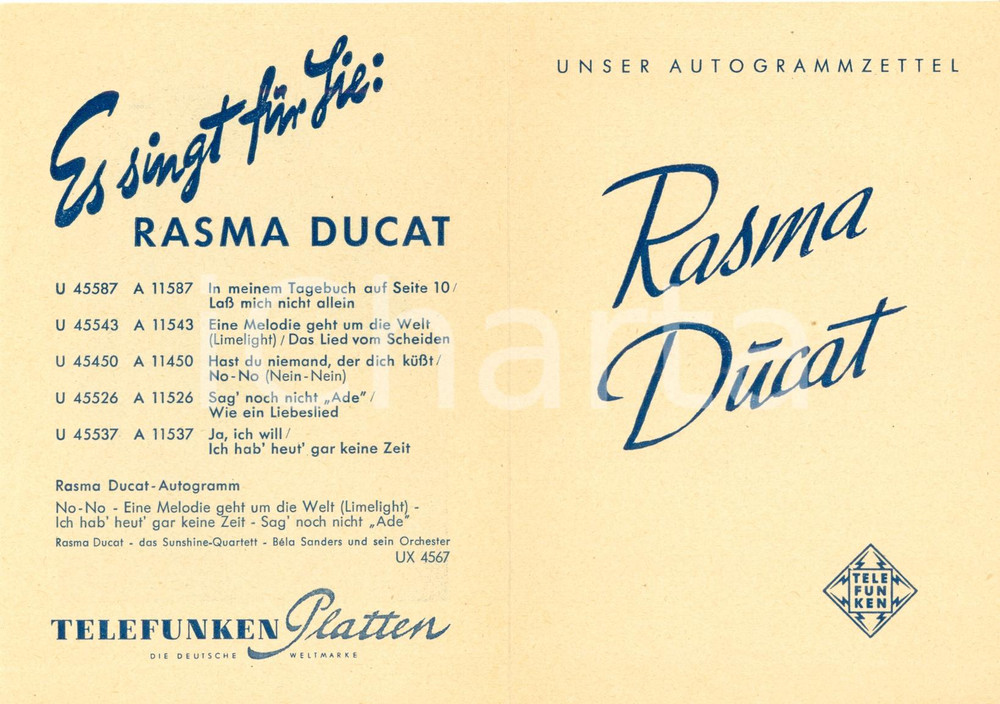 Es singt für Sie:
RASMA DUCAT
U 45587 A 11587 In meinem Tagebuch auf Seite 10 /
Laß mich nicht allein
U 45543 A 11543 Eine Melodie geht um die Welt
(Limelight) / Das Lied vom Scheiden
U 45450 A 11450 Hast du niemand, der dich küßt /
No-No (Nein-Nein)
U 45526 A 11526 Sag' noch nicht „Ade" /
Wie ein Liebeslied
U 45537 A 11537 Ja, ich will /
Ich hab' heut' gar keine Zeit
Rasma Ducat-Autogramm
No-No - Eine Melodie geht um die Welt (Limelight) -
Ich hab' heut' gar keine Zeit - Sag' noch nicht „Ade"
Rasma Ducat - das Sunshine-Quartett - Béla Sanders und sein Orchester
UX 4567
TELEFUNKEN Platten
DIE DEUTSCHE WELTMARKE
UNSER AUTOGRAMMZETTEL
Rasma
Ducat
TELE
FUN
KEN
charta